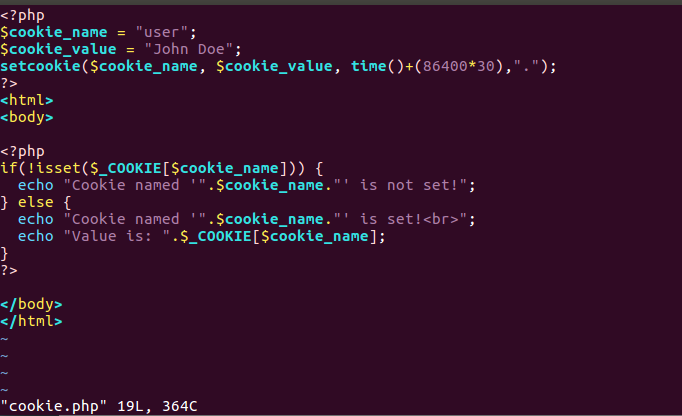 <?php
$cookie_name = "user";
$cookie_value = "John Doe";
setcookie($cookie_name, $cookie_value, time()+(86400*30),".");
?>
<html>
<body>

<?php
if(!isset($_COOKIE[$cookie_name])) {
  echo "Cookie named '".$cookie_name."' is not set!";
} else {
  echo "Cookie named '".$cookie_name."' is set!<br>";
  echo "Value is: ".$_COOKIE[$cookie_name];
}
?>

</body>
</html>
~
~
~
~
"cookie.php" 19L, 364C